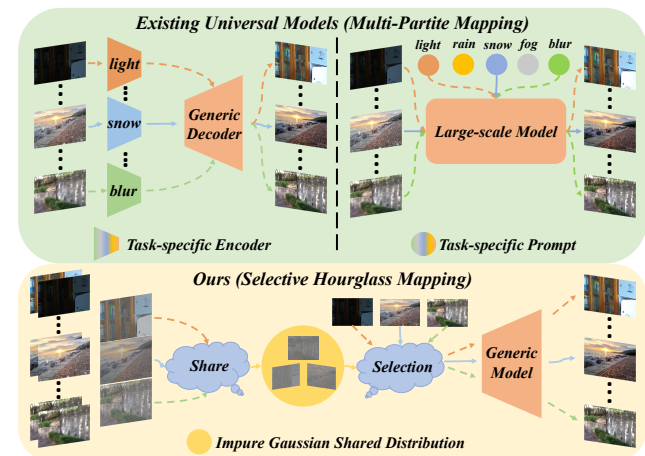 Existing Universal Models (Multi-Partite Mapping)
light
snow
blur
Generic
Decoder
Task-specific Encoder
light rain snow fog blur
Large-scale Model
Task-specific Prompt
Ours (Selective Hourglass Mapping)
Share
Selection
Generic
Model
Impure Gaussian Shared Distribution